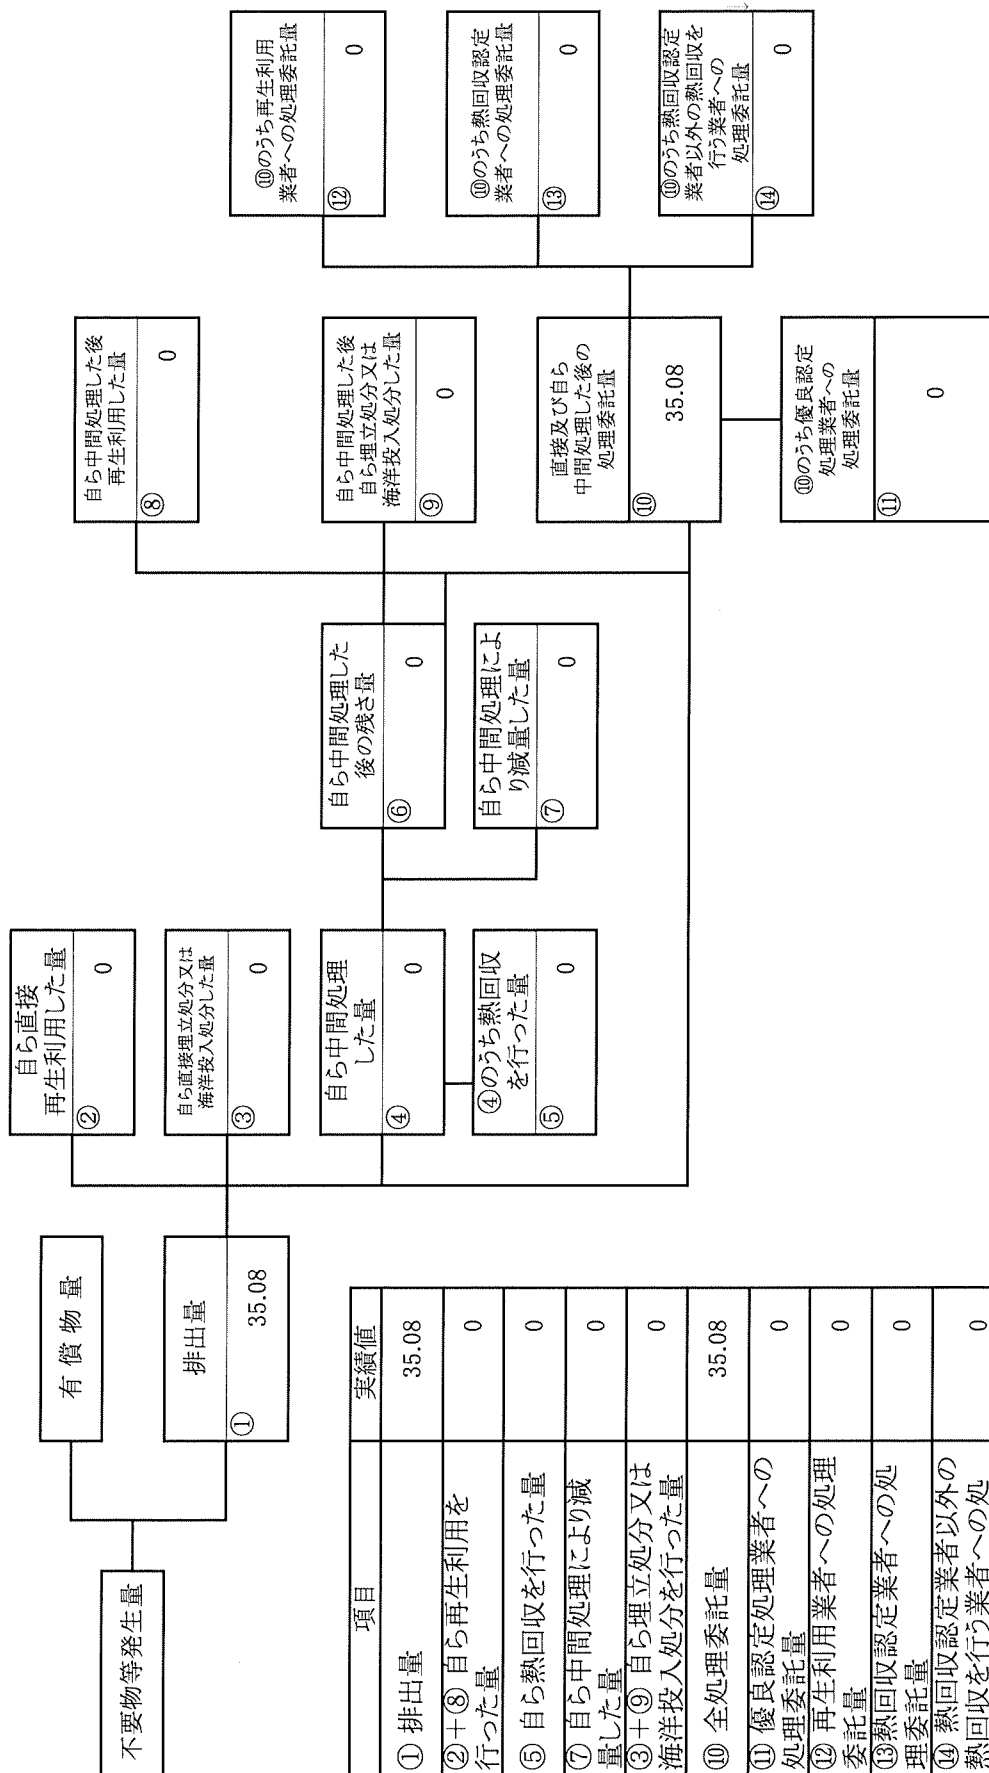 不要物等発生量
有償物量
排出量
① 35.08
自ら直接
再生利用した量
② 0
自ら直接埋立処分又は
海洋投入処分した量
③ 0
自ら中間処理
した量
④ 0
④のうち熱回収
を行った量
⑤ 0
自ら中間処理した
後の残さ量
⑥ 0
自ら中間処理によ
り減量した量
⑦ 0
自ら中間処理した後
再生利用した量
⑧ 0
自ら中間処理した後
自ら埋立処分又は
海洋投入処分した量
⑨ 0
直接及び自ら
中間処理した後の
処理委託量
⑩ 35.08
⑩のうち優良認定
処理業者への
処理委託量
⑪ 0
⑩のうち再生利用
業者への処理委託量
⑫ 0
⑩のうち熱回収認定
業者への処理委託量
⑬ 0
⑩のうち熱回収認定
業者以外の熱回収を
行う業者への
処理委託量
⑭ 0
項目 実績値
① 排出量 35.08
②+⑧ 自ら再生利用を
行った量 0
⑤ 自ら熱回収を行った量 0
⑦ 自ら中間処理により減
量した量 0
③+⑨ 自ら埋立処分又は
海洋投入処分を行った量 0
⑩ 全処理委託量 35.08
⑪ 優良認定処理業者への
処理委託量 0
⑫ 再生利用業者への処理
委託量 0
⑬熱回収認定業者への処
理委託量 0
⑭ 熱回収認定業者以外の
熱回収を行う業者への処 0